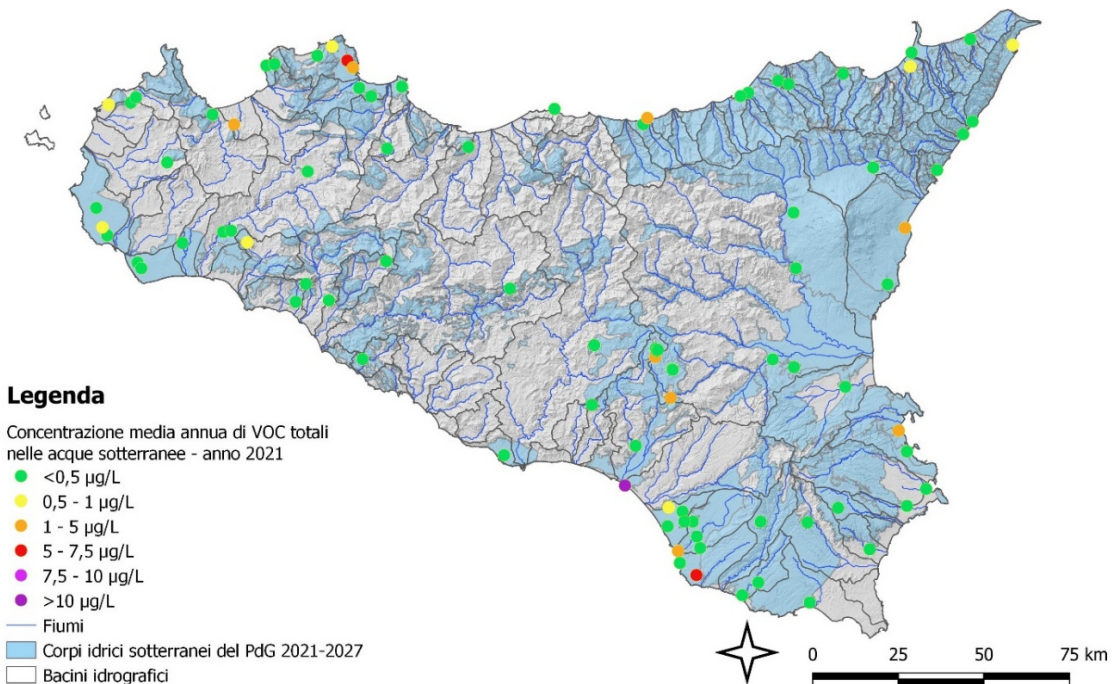 Legenda
Concentrazione media annua di VOC totali
nelle acque sotterranee - anno 2021
<0,5 µg/L
0,5 - 1 µg/L
1 - 5 µg/L
5 - 7,5 µg/L
7,5 - 10 µg/L
>10 µg/L
Fiumi
Corpi idrici sotterranei del PdG 2021-2027
Bacini idrografici
0 25 50 75 km